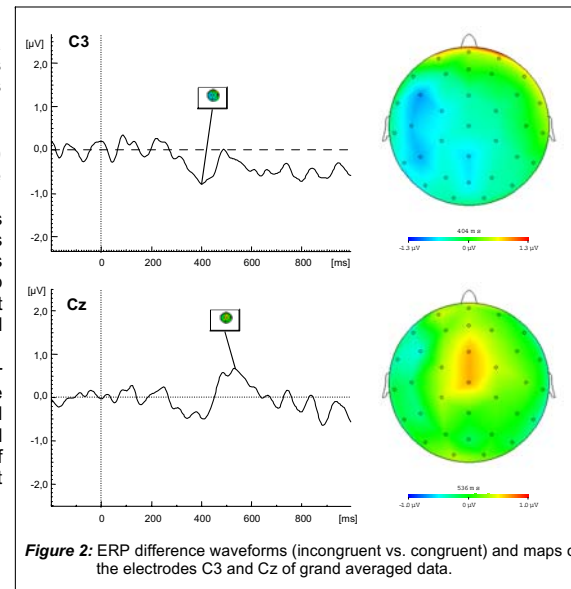 C3
[µV]
2,0
1,0
0,0
-1,0
-2,0
0 200 400 600 800 [ms]
404 ms
-1.3 µV 0 µV 1.3 µV
Cz
[µV]
2,0
1,0
0,0
-1,0
-2,0
0 200 400 600 800 [ms]
536 ms
-1.0 µV 0 µV 1.0 µV
Figure 2: ERP difference waveforms (incongruent vs. congruent) and maps
the electrodes C3 and Cz of grand averaged data.